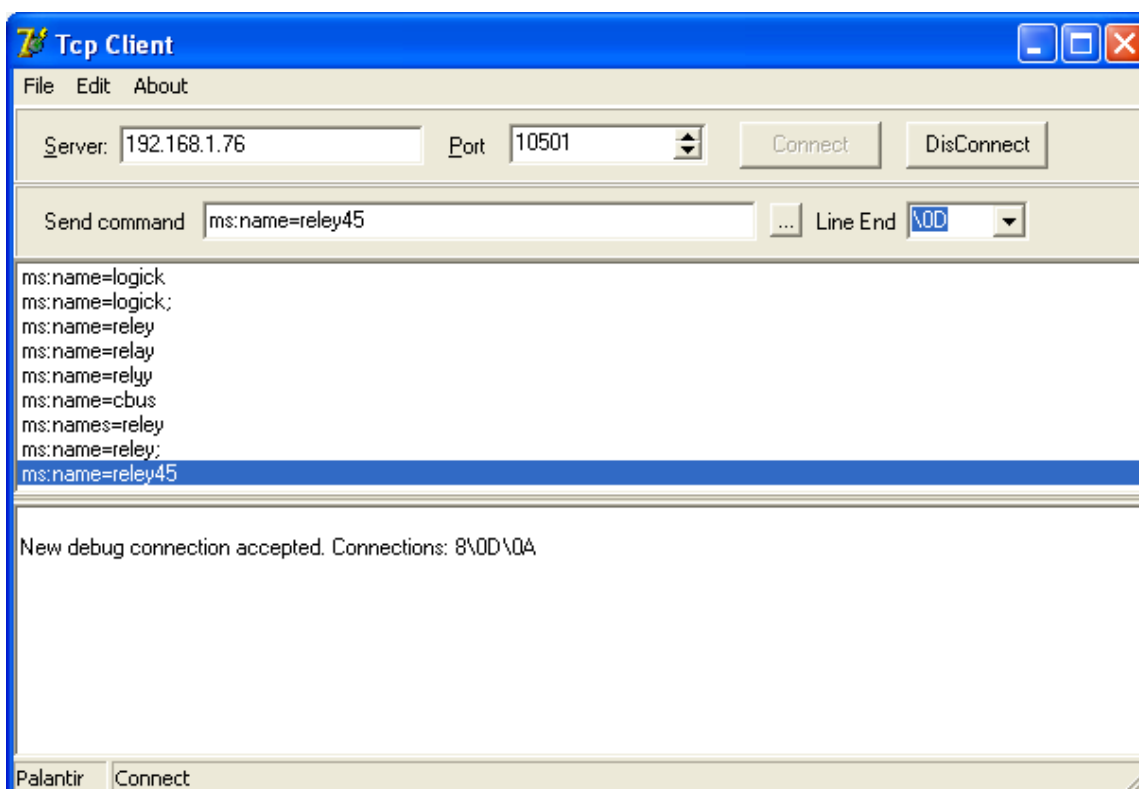 Tcp Client
File Edit About
Server: 192.168.1.76 Port 10501 Connect DisConnect
Send command ms:name=reley45 ... Line End \0D
ms:name=logick
ms:name=logick;
ms:name=reley
ms:name=relay
ms:name=relyy
ms:name=cbus
ms:names=reley
ms:name=reley;
ms:name=reley45
New debug connection accepted. Connections: 8\0D\0A
Palantir Connect